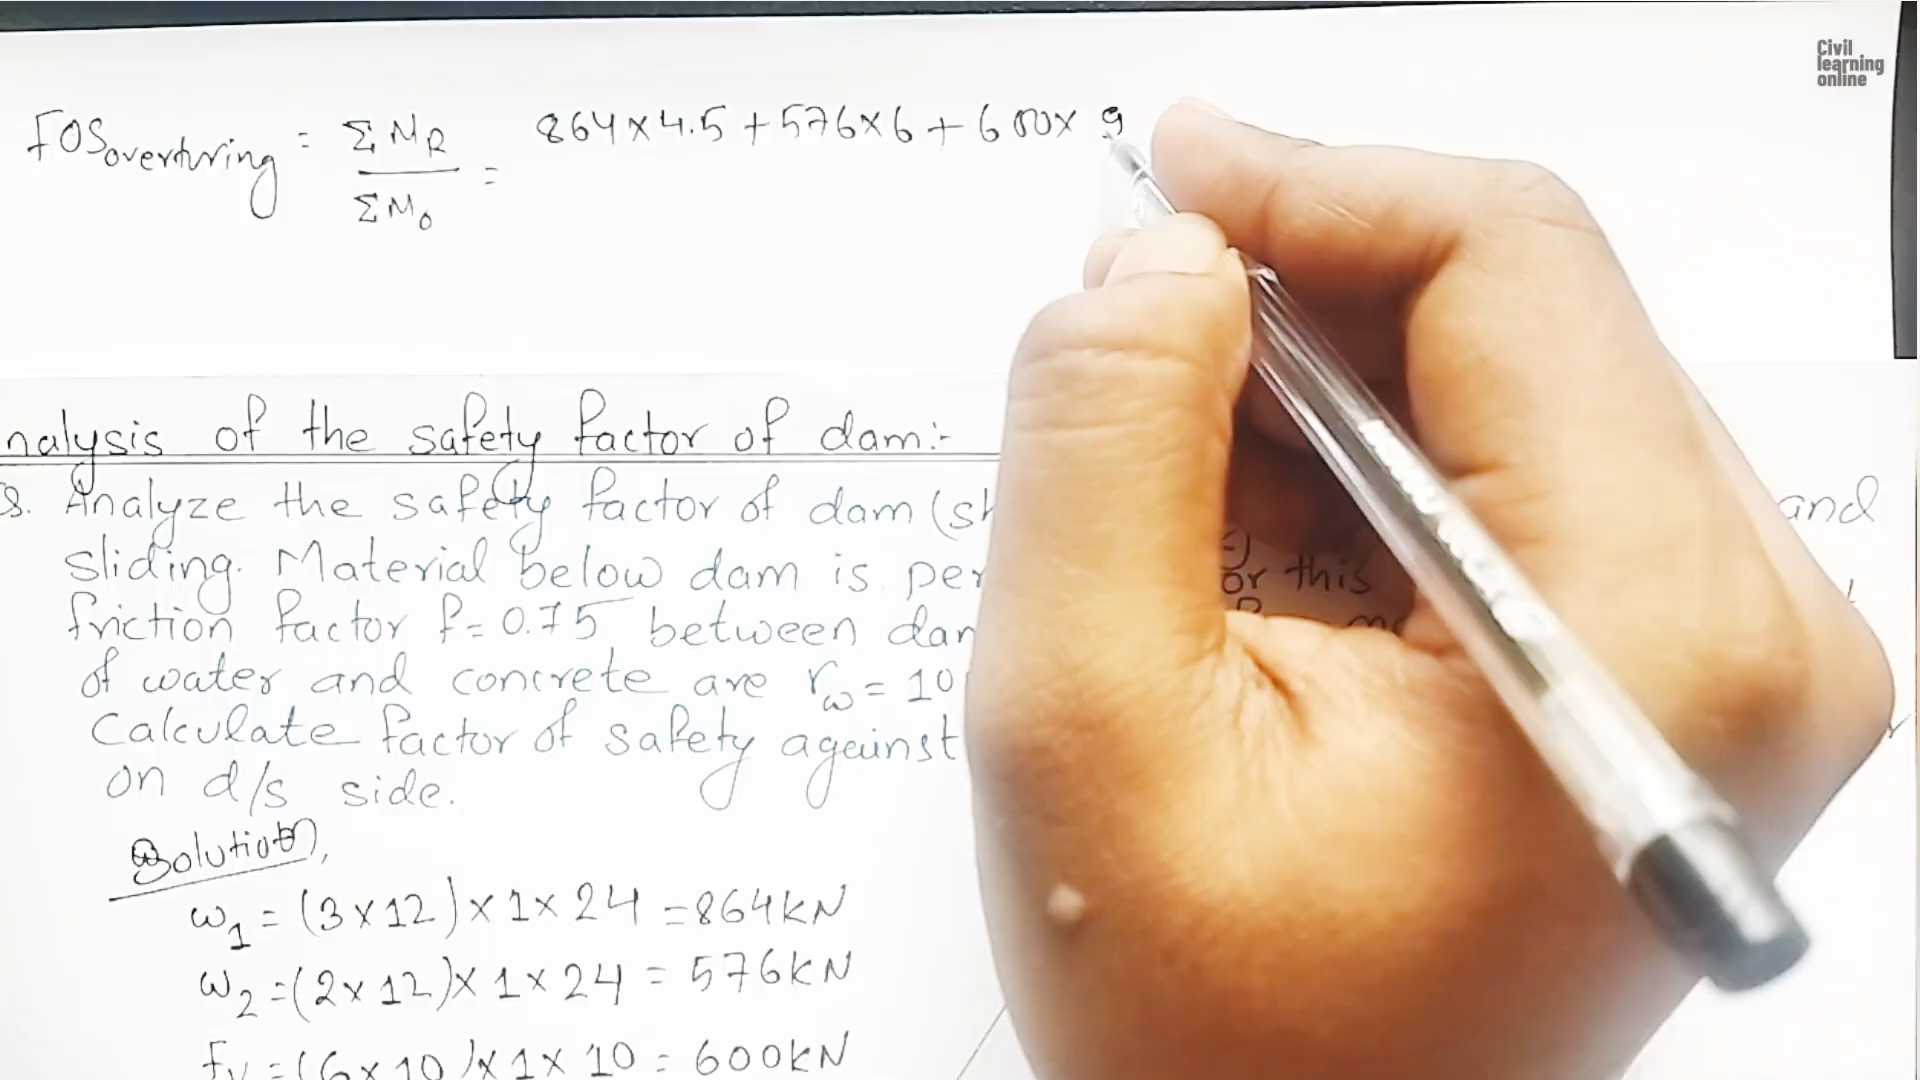 Civil
learning
online
FOSoverturing = ΣMR / ΣMo = 864×4.5+576×6+600× 9
nalysis of the safety factor of dam:-
Analyze the safety factor of dam (sh and
sliding. Material below dam is per or this
friction factor f= 0.75 between dam
of water and concrete are rω = 10
Calculate factor of safety against
on d/s side.
Solution,
ω1 = (3×12)×1×24 =864kN
ω2 =(2×12)×1×24 = 576kN
fv =(6×10)×1×10 = 600kN